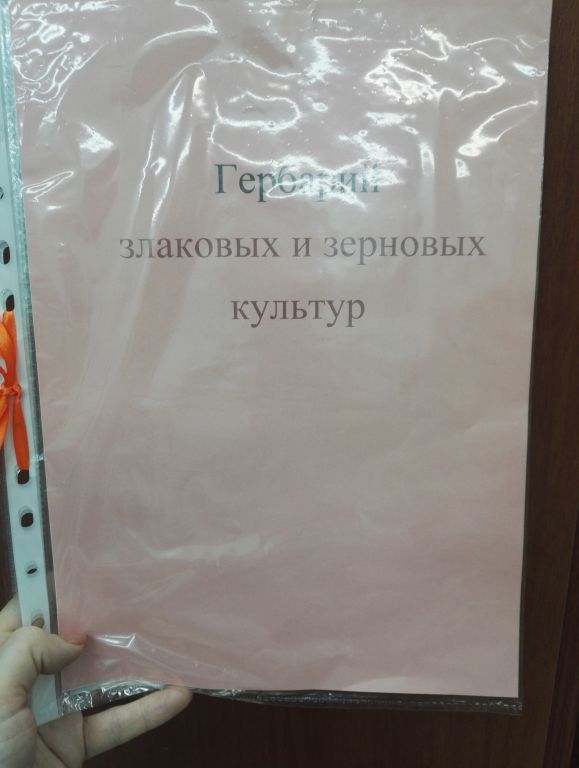 Гербарий
злаковых и зерновых
культур